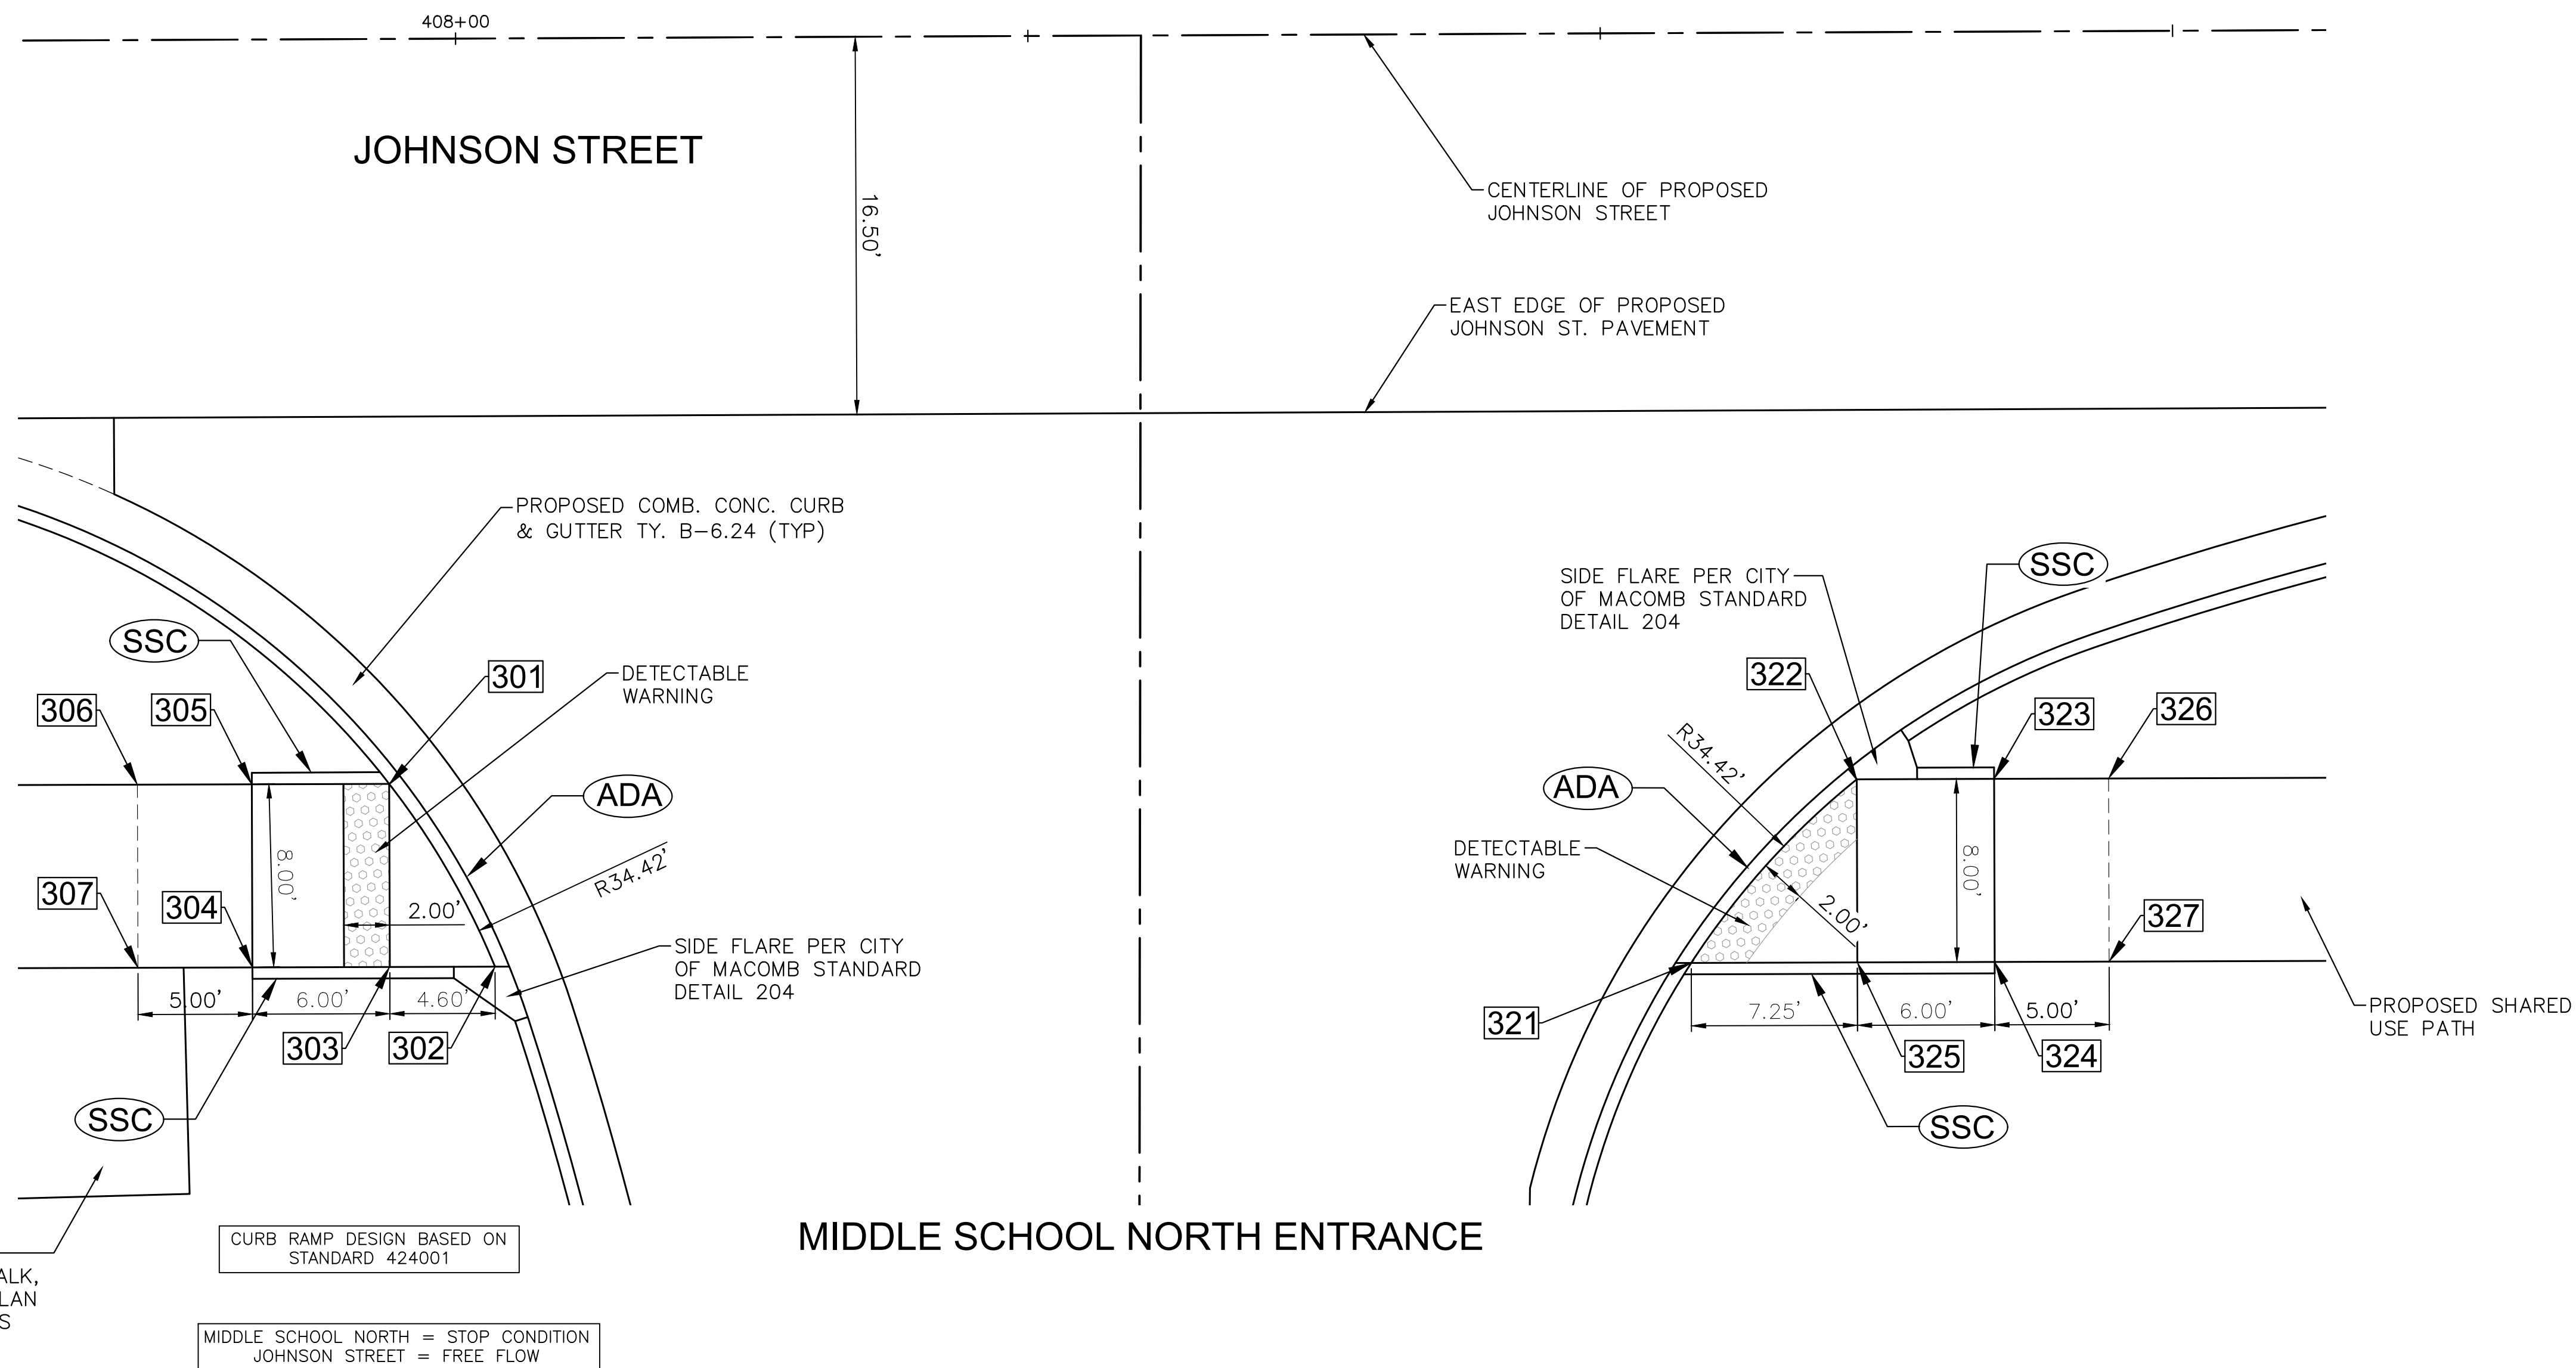 408+00
JOHNSON STREET
16.50'
CENTERLINE OF PROPOSED
JOHNSON STREET
EAST EDGE OF PROPOSED
JOHNSON ST. PAVEMENT
PROPOSED COMB. CONC. CURB
& GUTTER TY. B-6.24 (TYP)
SSC
306
305
301
DETECTABLE
WARNING
ADA
8.00'
R34.42'
307
304
2.00'
SIDE FLARE PER CITY
OF MACOMB STANDARD
DETAIL 204
5.00'
6.00'
4.60'
303
302
SSC
SIDE FLARE PER CITY
OF MACOMB STANDARD
DETAIL 204
SSC
322
323
326
R34.42'
ADA
DETECTABLE
WARNING
8.00'
2.00'
327
321
7.25'
6.00'
5.00'
325
324
PROPOSED SHARED
USE PATH
SSC
MIDDLE SCHOOL NORTH ENTRANCE
CURB RAMP DESIGN BASED ON
STANDARD 424001
ALK,
LAN
S
MIDDLE SCHOOL NORTH = STOP CONDITION
JOHNSON STREET = FREE FLOW